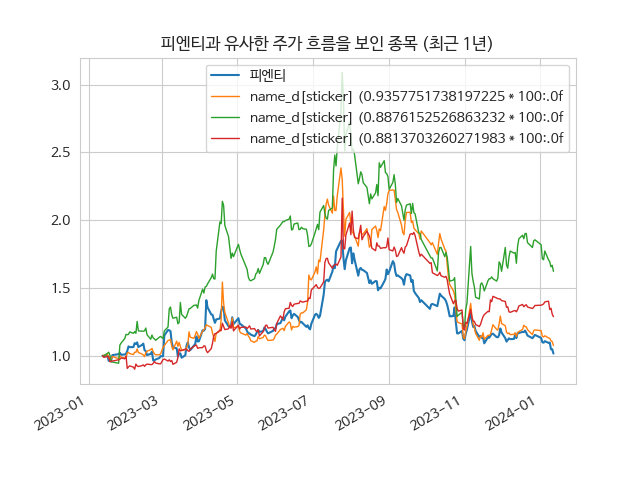 피엔티과 유사한 주가 흐름을 보인 종목 (최근 1년)
피엔티
name_d[sticker] (0.9357751738197225 * 100:.0f
name_d[sticker] (0.8876152526863232 * 100:.0f
name_d[sticker] (0.8813703260271983 * 100:.0f
3.0
2.5
2.0
1.5
1.0
2023-01
2023-03
2023-05
2023-07
2023-09
2023-11
2024-01